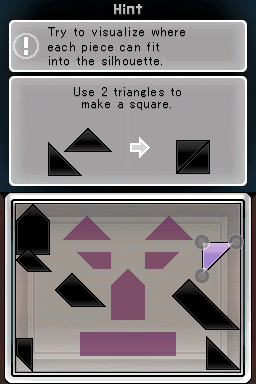 Hint
Try to visualize where
each piece can fit
into the silhouette.
Use 2 triangles to
make a square.